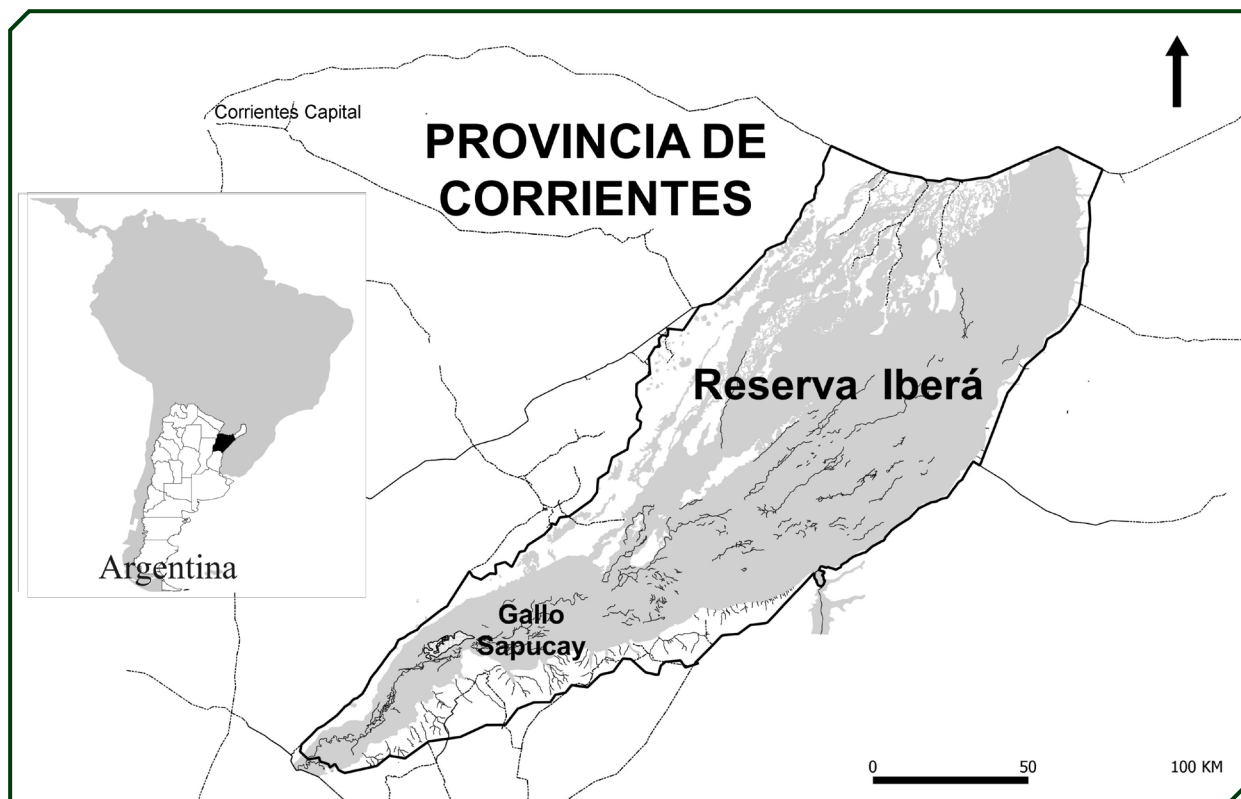 Corrientes Capital
PROVINCIA DE
CORRIENTES
Reserva Iberá
Argentina
Gallo
Sapucay
0 50 100 KM